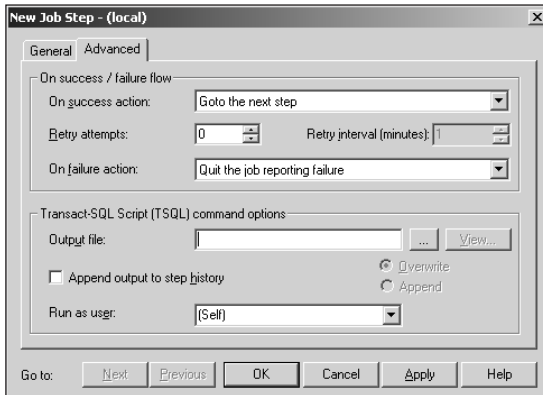 New Job Step - (local)
General Advanced
On success / failure flow
On success action: Goto the next step
Retry attempts: 0 Retry interval (minutes): 1
On failure action: Quit the job reporting failure
Transact-SQL Script (TSQL) command options
Output file: ... View...
Overwrite
Append output to step history
Append
Run as user: (Self)
Go to: Next Previous OK Cancel Apply Help